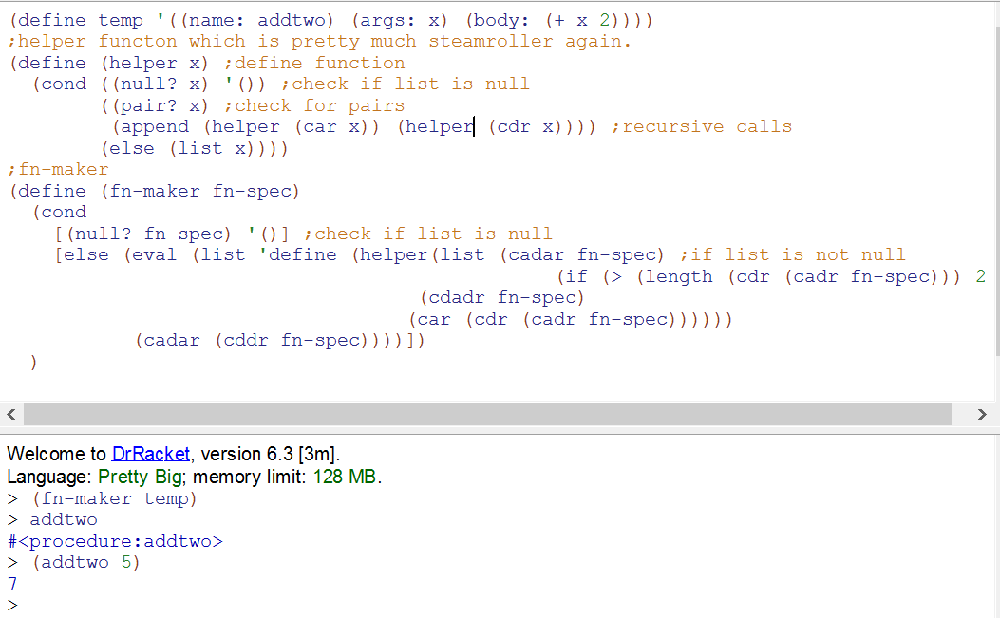 (define temp '((name: addtwo) (args: x) (body: (+ x 2))))
;helper functon which is pretty much steamroller again.
(define (helper x) ;define function
  (cond ((null? x) '()) ;check if list is null
        ((pair? x) ;check for pairs
         (append (helper (car x)) (helper (cdr x)))) ;recursive calls
        (else (list x))))
;fn-maker
(define (fn-maker fn-spec)
  (cond
    [(null? fn-spec) '()] ;check if list is null
    [else (eval (list 'define (helper(list (cadar fn-spec) ;if list is not null
                                                (if (> (length (cdr (cadr fn-spec))) 2
                                    (cdadr fn-spec)
                                   (car (cdr (cadr fn-spec))))))
           (cadar (cddr fn-spec))))])
  )
Welcome to DrRacket, version 6.3 [3m].
Language: Pretty Big; memory limit: 128 MB.
> (fn-maker temp)
> addtwo
#<procedure:addtwo>
> (addtwo 5)
7
>